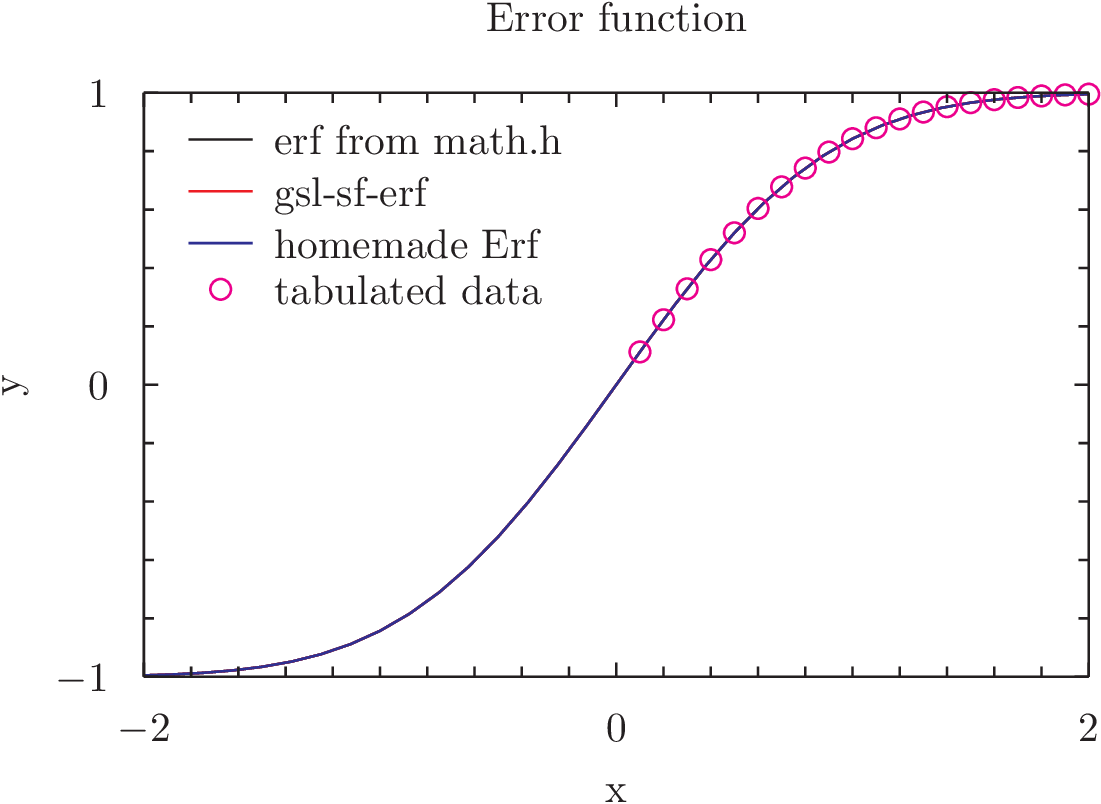 Error function
1
erf from math.h
gsl-sf-erf
homemade Erf
tabulated data
y
0
−1
−2
0
2
x